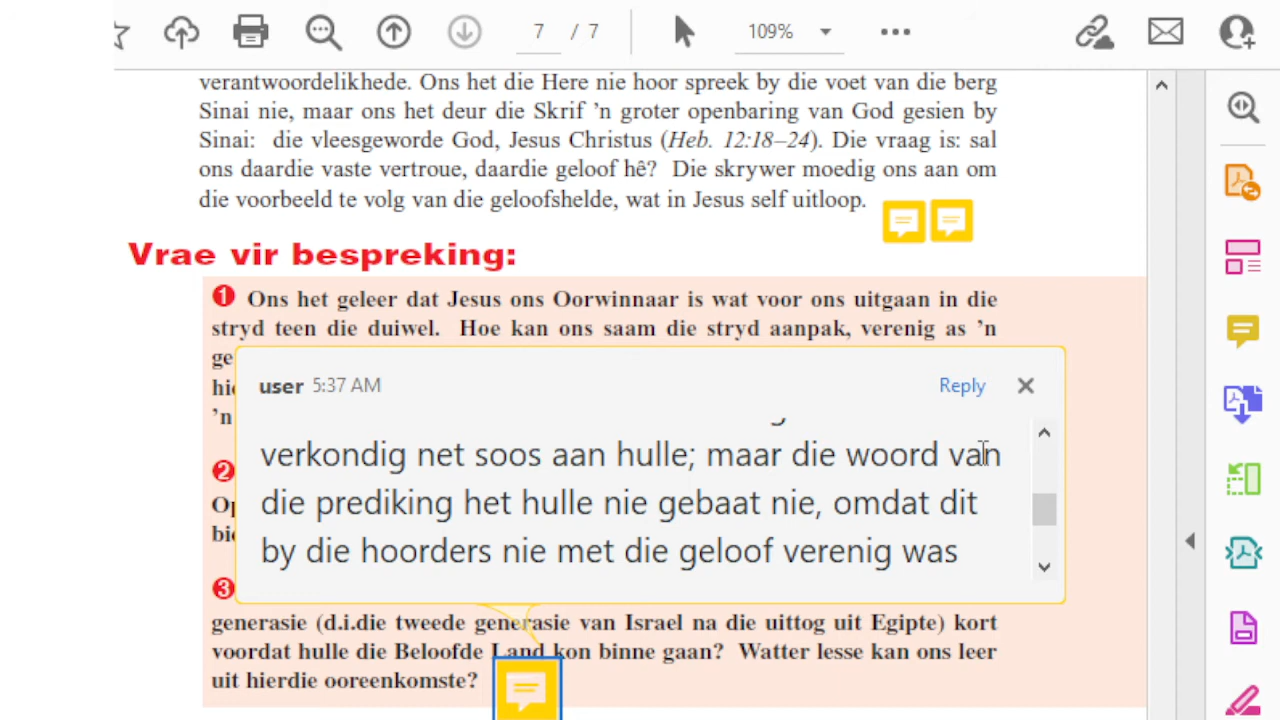 7 / 7
109%
verantwoordelikhede. Ons het die Here nie hoor spreek by die voet van die berg
Sinai nie, maar ons het deur die Skrif ’n groter openbaring van God gesien by
Sinai: die vleesgeworde God, Jesus Christus (Heb. 12:18–24). Die vraag is: sal
ons daardie vaste vertroue, daardie geloof hê? Die skrywer moedig ons aan om
die voorbeeld te volg van die geloofshelde, wat in Jesus self uitloop.
Vrae vir bespreking:
1 Ons het geleer dat Jesus ons Oorwinnaar is wat voor ons uitgaan in die
stryd teen die duiwel. Hoe kan ons saam die stryd aanpak, verenig as ’n
ge
’n
2
3
user 5:37 AM
Reply
verkondig net soos aan hulle; maar die woord van
die prediking het hulle nie gebaat nie, omdat dit
by die hoorders nie met die geloof verenig was
generasie (d.i.die tweede generasie van Israel na die uittog uit Egipte) kort
voordat hulle die Beloofde Land kon binne gaan? Watter lesse kan ons leer
uit hierdie ooreenkomste?